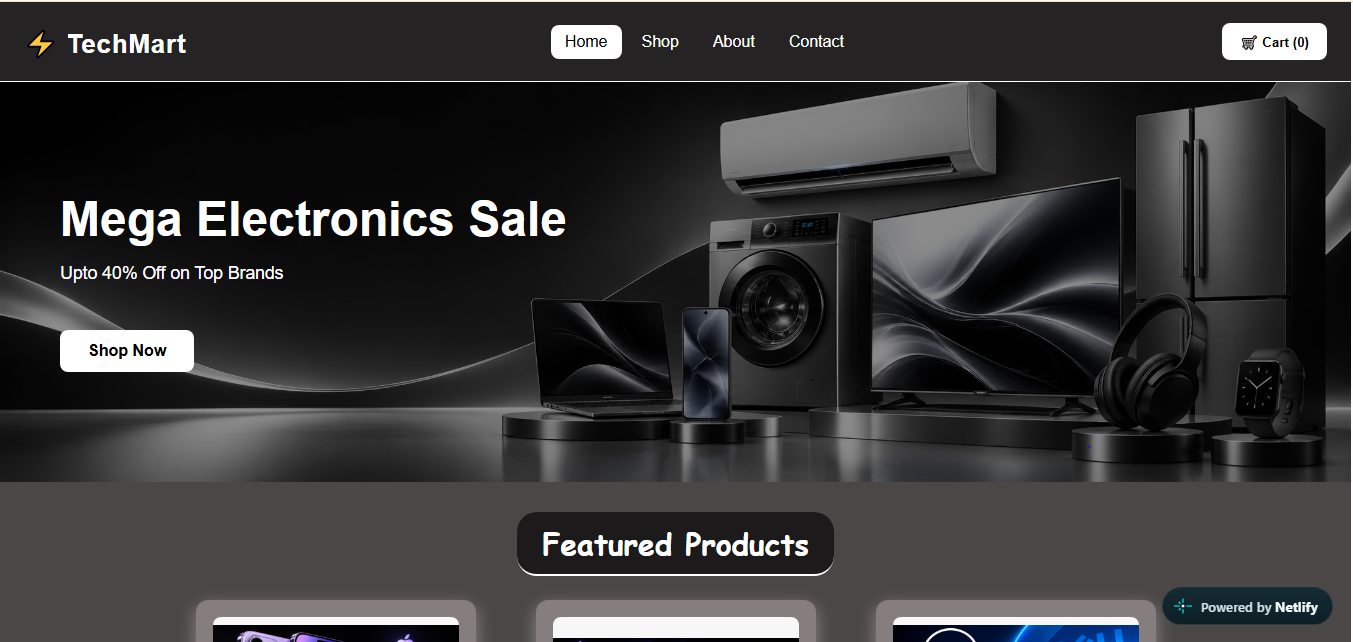 TechMart
Home
Shop
About
Contact
Cart (0)
Mega Electronics Sale
Upto 40% Off on Top Brands
Shop Now
Featured Products
Powered by Netlify